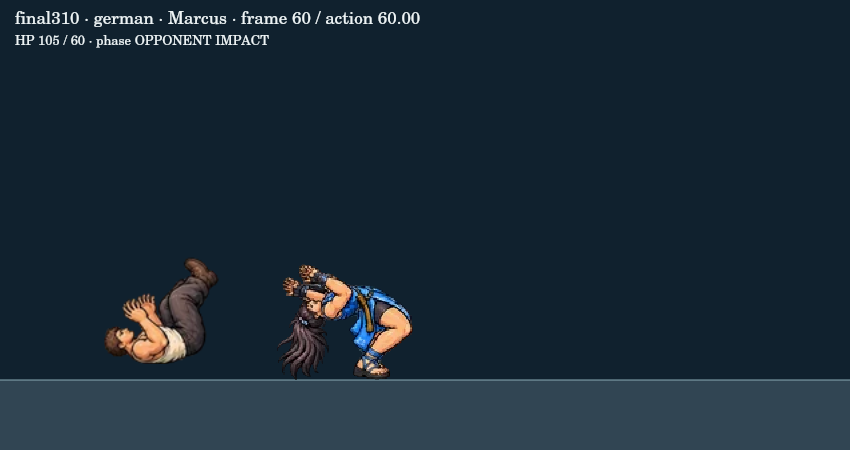 final310 · german · Marcus · frame 60 / action 60.00
HP 105 / 60 · phase OPPONENT IMPACT